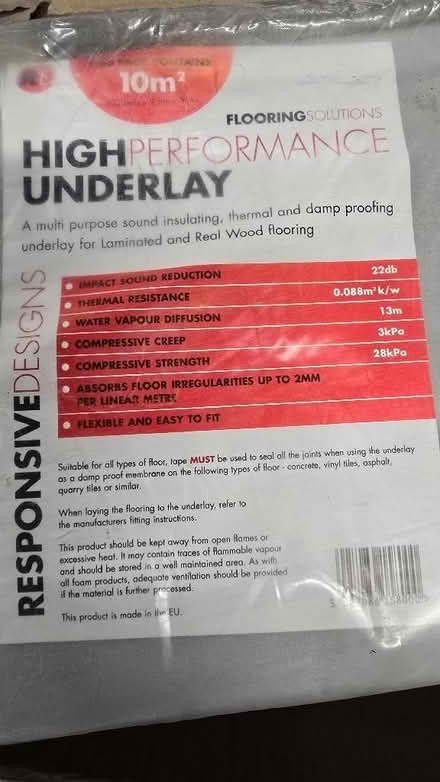 PACK CONTAINS
10m²
FLOORINGSOLUTIONS
HIGHPERFORMANCE
UNDERLAY
A multi purpose sound insulating, thermal and damp proofing
underlay for Laminated and Real Wood flooring
RESPONSIVEDESIGNS
IMPACT SOUND REDUCTION 22db
THERMAL RESISTANCE 0.088m²k/w
WATER VAPOUR DIFFUSION 13m
COMPRESSIVE CREEP 3kPa
COMPRESSIVE STRENGTH 28kPa
ABSORBS FLOOR IRREGULARITIES UP TO 2MM
PER LINEAR METRE
FLEXIBLE AND EASY TO FIT
Suitable for all types of floor, tape MUST be used to seal all the joints when using the underlay
as a damp proof membrane on the following types of floor - concrete, vinyl tiles, asphalt,
quarry tiles or similar.
When laying the flooring to the underlay, refer to
the manufacturers fitting instructions.
This product should be kept away from open flames or
excessive heat. It may contain traces of flammable vapour
and should be stored in a well maintained area. As with
all foam products, adequate ventilation should be provided
if the material is further processed.
This product is made in the EU.